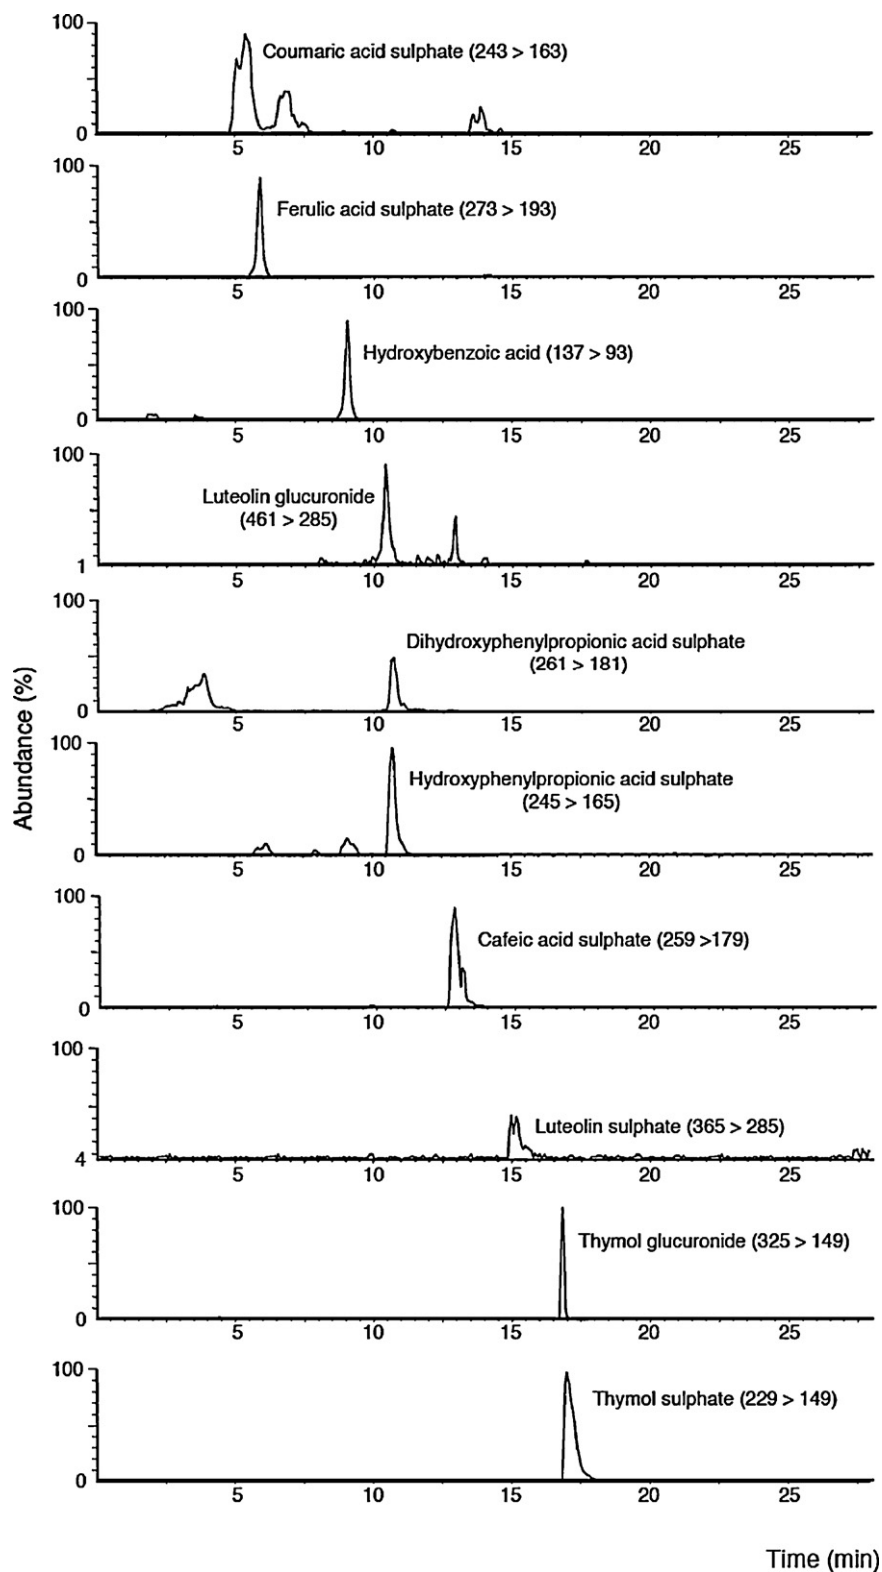 100
Coumaric acid sulphate (243 > 163)
0
5 10 15 20 25
100
Ferulic acid sulphate (273 > 193)
0
5 10 15 20 25
100
Hydroxybenzoic acid (137 > 93)
0
5 10 15 20 25
100
Luteolin glucuronide
(461 > 285)
1
5 10 15 20 25
100
Dihydroxyphenylpropionic acid sulphate
(261 > 181)
0
5 10 15 20 25
Abundance (%)
100
Hydroxyphenylpropionic acid sulphate
(245 > 165)
0
5 10 15 20 25
100
Cafeic acid sulphate (259 >179)
0
5 10 15 20 25
100
Luteolin sulphate (365 > 285)
4
5 10 15 20 25
100
Thymol glucuronide (325 > 149)
0
5 10 15 20 25
100
Thymol sulphate (229 > 149)
0
5 10 15 20 25
Time (min)